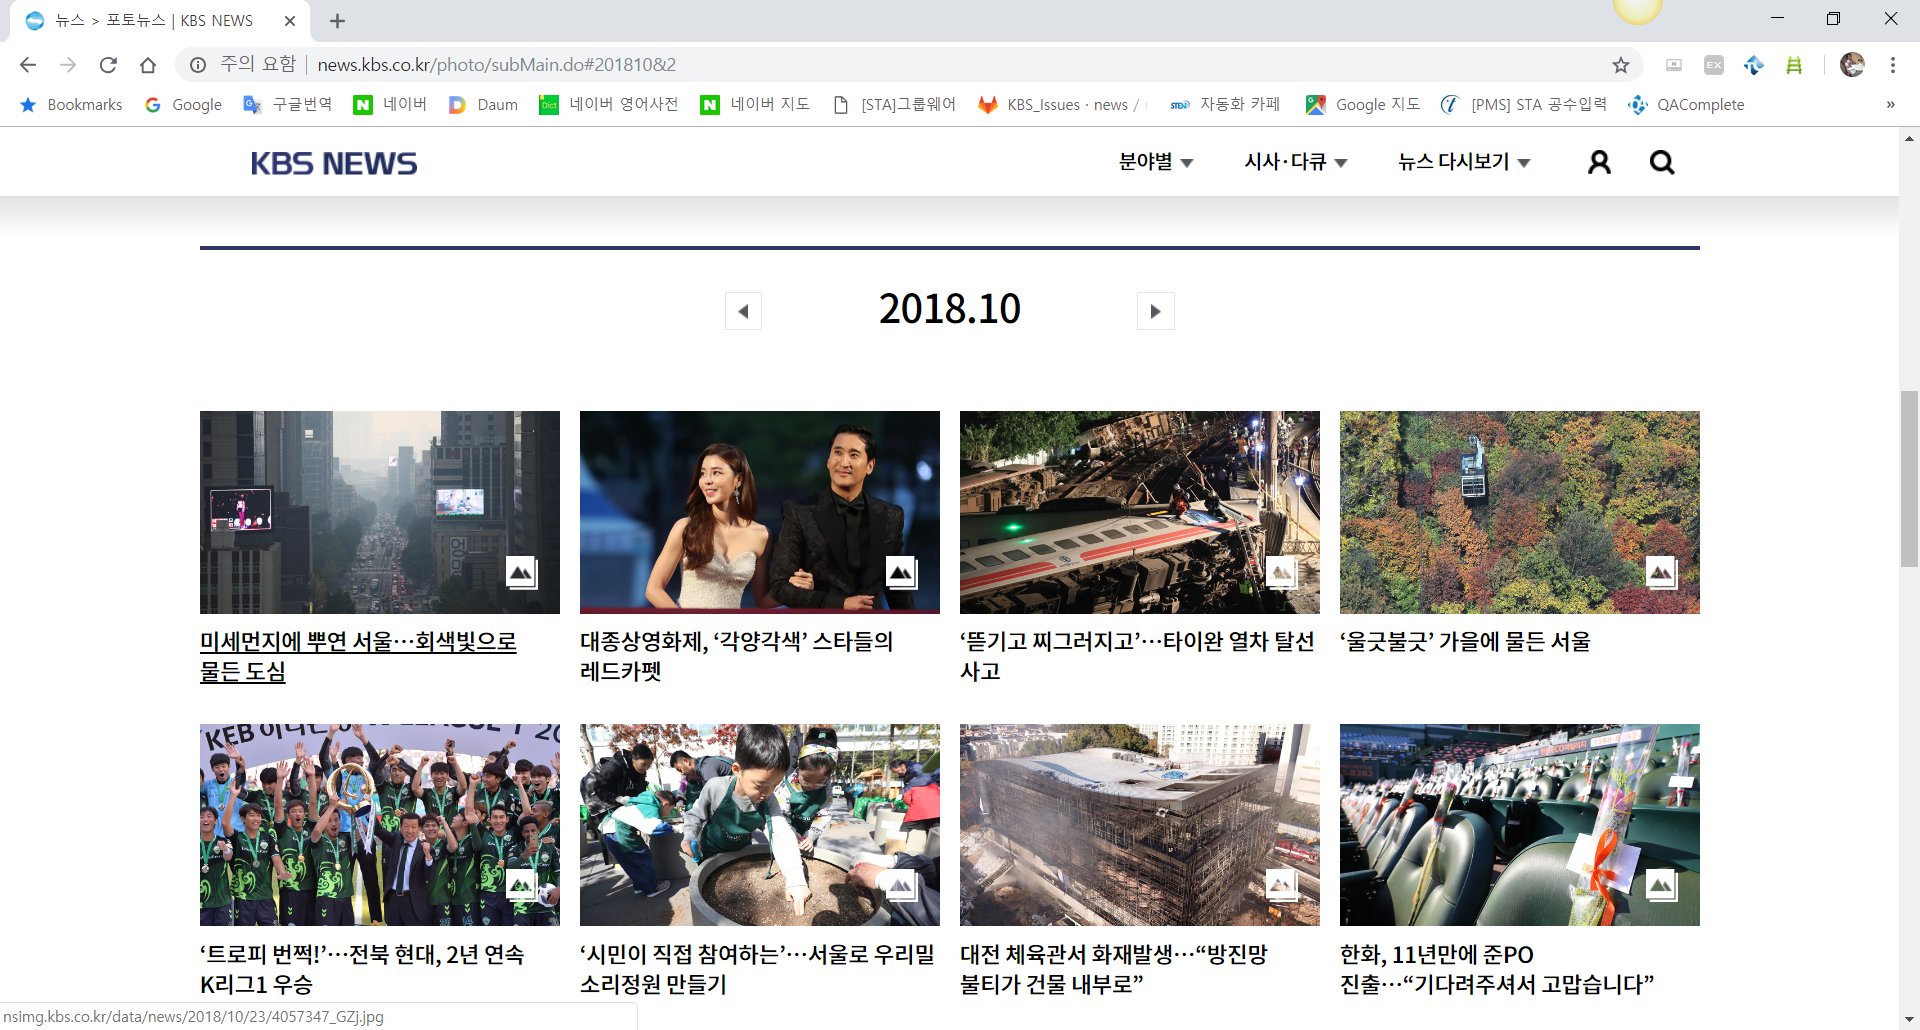 뉴스 > 포토뉴스 | KBS NEWS
주의 요함 | news.kbs.co.kr/photo/subMain.do#201810&2
EX
Bookmarks Google 구글번역 네이버 Daum 네이버 영어사전 네이버 지도 [STA]그룹웨어 KBS_Issues · news / 자동화 카페 Google 지도 [PMS] STA 공수입력 QAComplete »
KBS NEWS 분야별 시사·다큐 뉴스 다시보기
2018.10
미세먼지에 뿌연 서울…회색빛으로
물든 도심
대종상영화제, ‘각양각색’ 스타들의
레드카펫
‘뜯기고 찌그러지고’…타이완 열차 탈선
사고
‘울긋불긋’ 가을에 물든 서울
‘트로피 번쩍!’…전북 현대, 2년 연속
K리그1 우승
‘시민이 직접 참여하는’…서울로 우리밀
소리정원 만들기
대전 체육관서 화재발생…“방진망
불티가 건물 내부로”
한화, 11년만에 준PO
진출…“기다려주셔서 고맙습니다”
nsimg.kbs.co.kr/data/news/2018/10/23/4057347_GZj.jpg